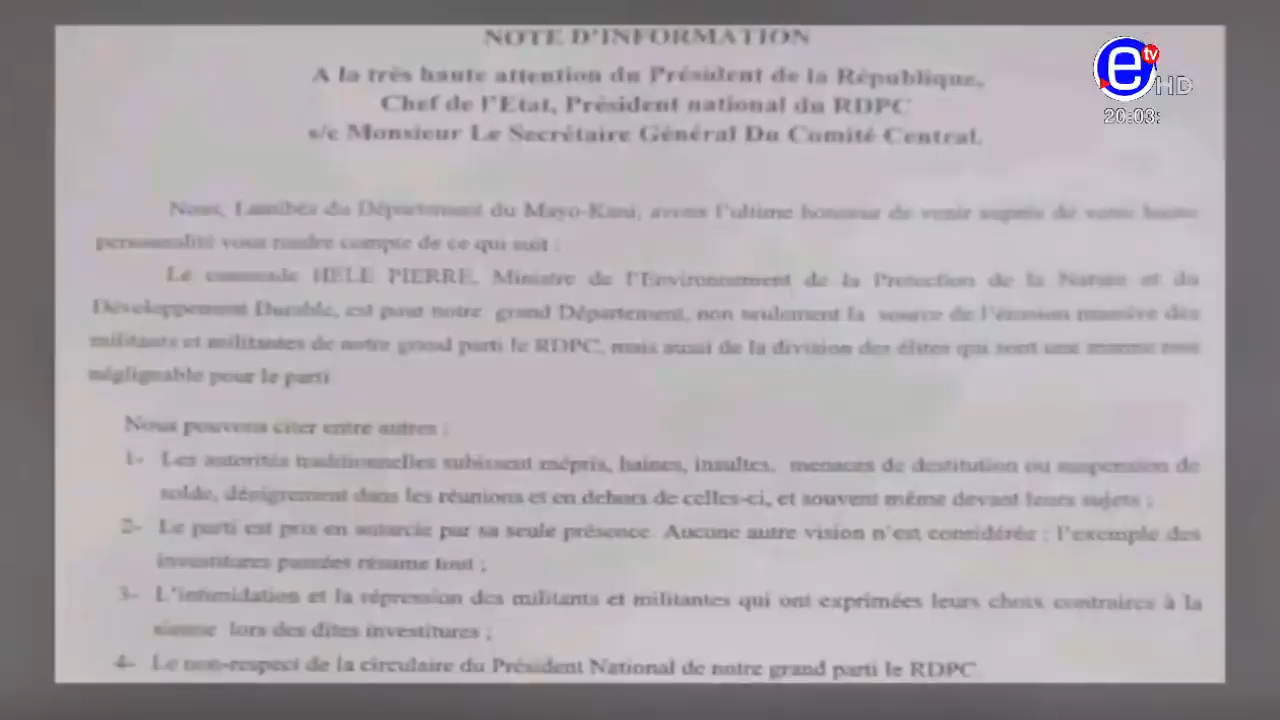 NOTE D'INFORMATION
A la très haute attention du Président de la République,
Chef de l'Etat, Président national du RDPC
s/c Monsieur Le Secrétaire Général Du Comité Central.
e tv HD
20:03:
Nous, Lamibés du Département du Mayo-Kani, avons l'ultime honneur de venir auprès de votre haute
personnalité vous rendre compte de ce qui suit :
Le camarade HELE PIERRE, Ministre de l'Environnement de la Protection de la Nature et du
Développement Durable, est pour notre grand Département, non seulement la source de l'érosion massive des
militants et militantes de notre grand parti le RDPC, mais aussi de la division des élites qui sont une non
néglignable pour le parti
Nous pouvons citer entre autres :
1- Les autorités traditionnelles subissent mépris, haines, insultes, menaces de destitution ou suspension de
solde, dénigrement dans les réunions et en dehors de celles-ci, et souvent même devant leurs sujets ;
2- Le parti est pris en autarcie par sa seule présence. Aucune autre vision n'est considérée : l'exemple des
investitures passées résume tout ;
3- L'intimidation et la répression des militants et militantes qui ont exprimées leurs choix contraires à la
sienne lors des dites investitures ;
4- Le non-respect de la circulaire du Président National de notre grand parti le RDPC.